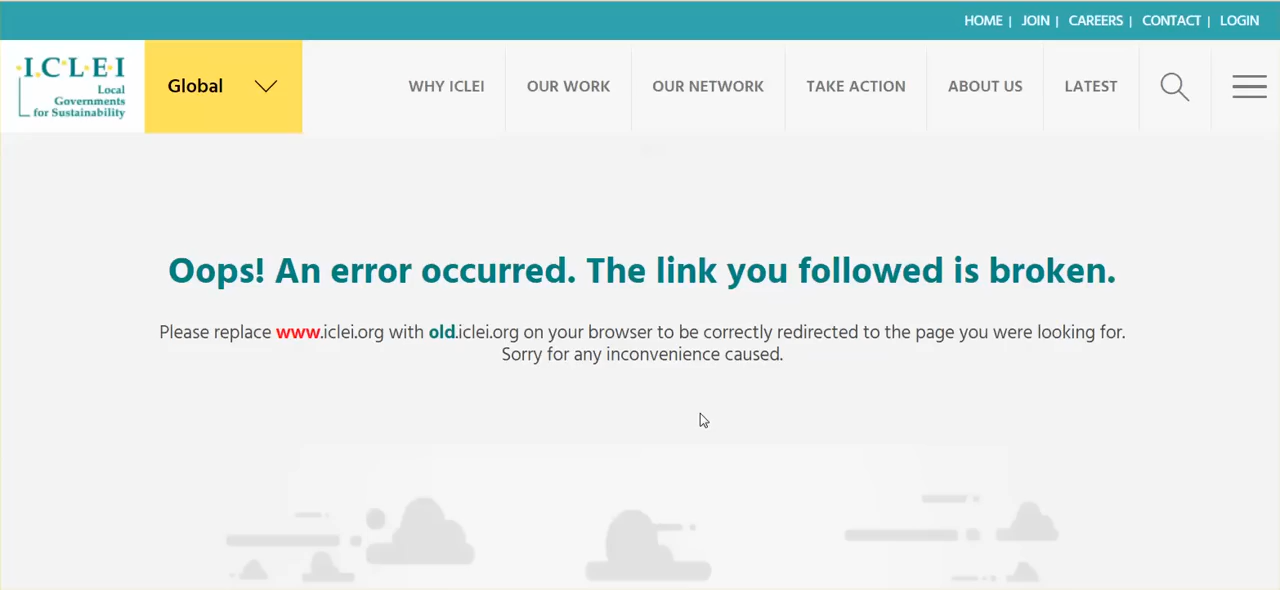 HOME | JOIN | CAREERS | CONTACT | LOGIN
I.C.L.E.I
Local
Governments
for Sustainability
Global
WHY ICLEI
OUR WORK
OUR NETWORK
TAKE ACTION
ABOUT US
LATEST
Oops! An error occurred. The link you followed is broken.
Please replace www.iclei.org with old.iclei.org on your browser to be correctly redirected to the page you were looking for.
Sorry for any inconvenience caused.